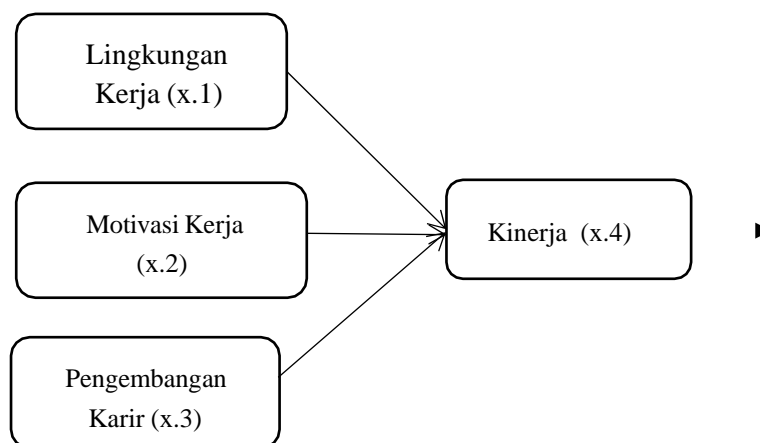 Lingkungan
Kerja (x.1)
Motivasi Kerja
(x.2)
Kinerja (x.4)
Pengembangan
Karir (x.3)